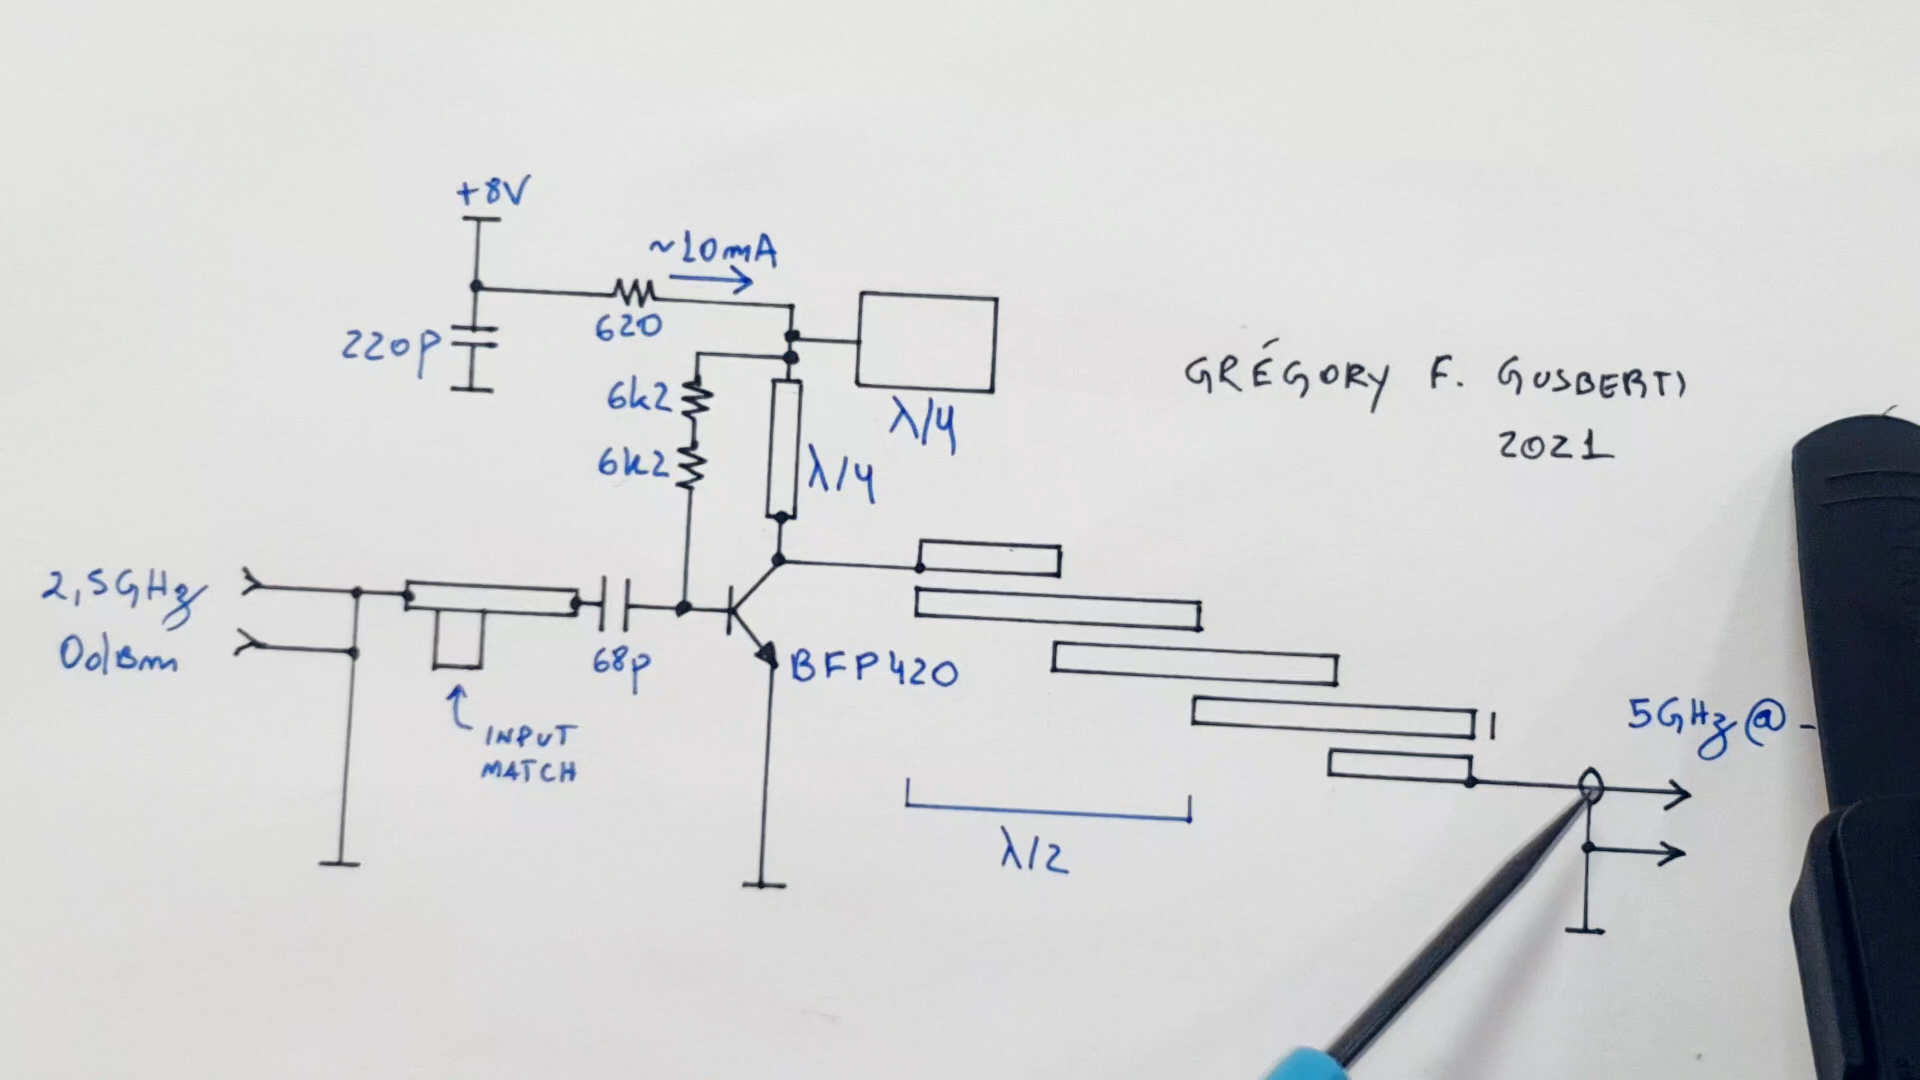 +8V
~10mA
620
220p
6k2
6k2
λ/4
λ/4
GRÉGORY F. GUSBERTI
2021
2,5GHz
0dBm
68p
BFP420
INPUT
MATCH
λ/2
5GHz @ -